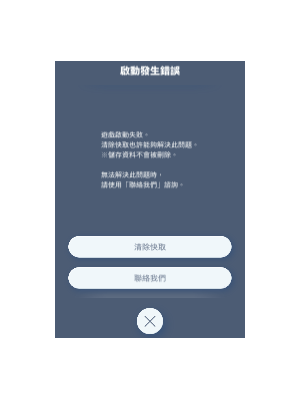 啟動發生錯誤
遊戲啟動失敗。
清除快取也許能夠解決此問題。
※儲存資料不會被刪除。
無法解決此問題時，
請使用「聯絡我們」諮詢。
清除快取
聯絡我們